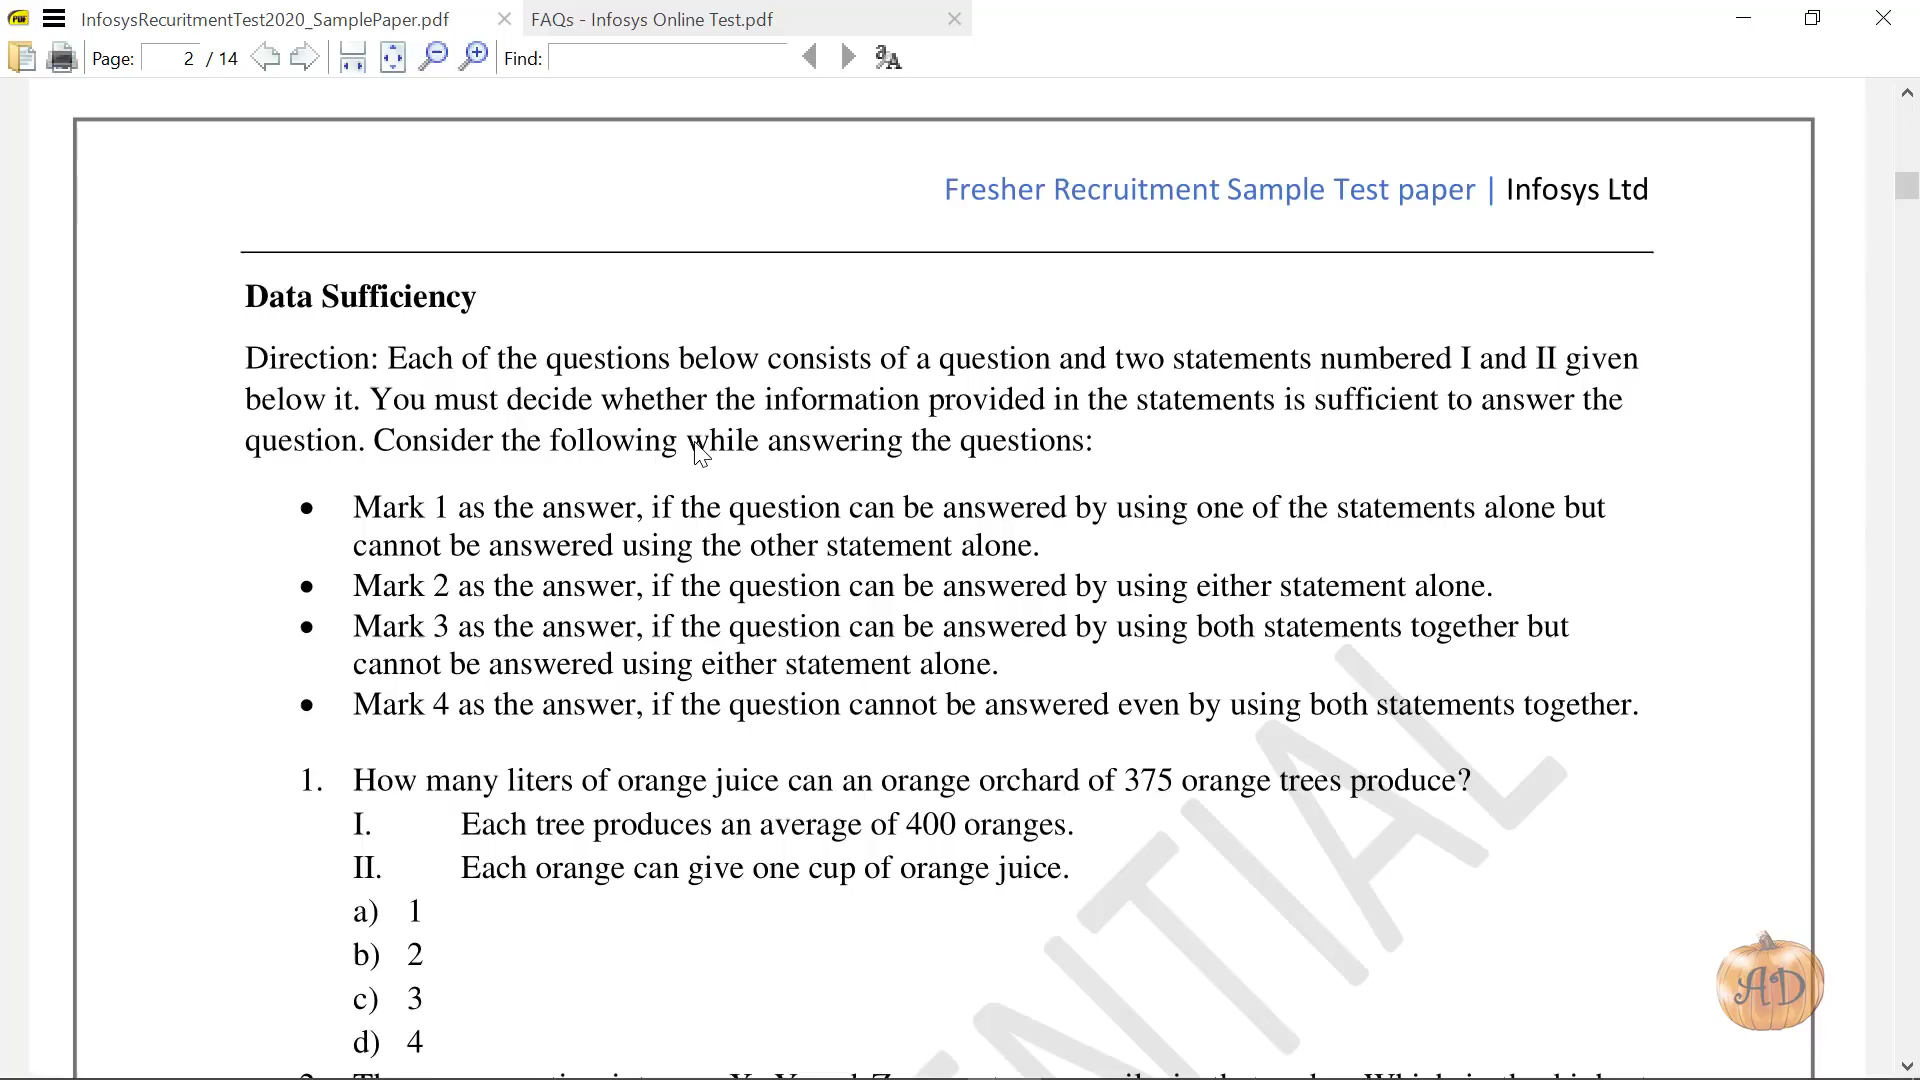 InfosysRecuritmentTest2020_SamplePaper.pdf
FAQs - Infosys Online Test.pdf
Page: 2 / 14 Find:
Fresher Recruitment Sample Test paper | Infosys Ltd
Data Sufficiency
Direction: Each of the questions below consists of a question and two statements numbered I and II given
below it. You must decide whether the information provided in the statements is sufficient to answer the
question. Consider the following while answering the questions:
• Mark 1 as the answer, if the question can be answered by using one of the statements alone but
cannot be answered using the other statement alone.
• Mark 2 as the answer, if the question can be answered by using either statement alone.
• Mark 3 as the answer, if the question can be answered by using both statements together but
cannot be answered using either statement alone.
• Mark 4 as the answer, if the question cannot be answered even by using both statements together.
1. How many liters of orange juice can an orange orchard of 375 orange trees produce?
I. Each tree produces an average of 400 oranges.
II. Each orange can give one cup of orange juice.
a) 1
b) 2
c) 3
d) 4
ENTIAL
AD